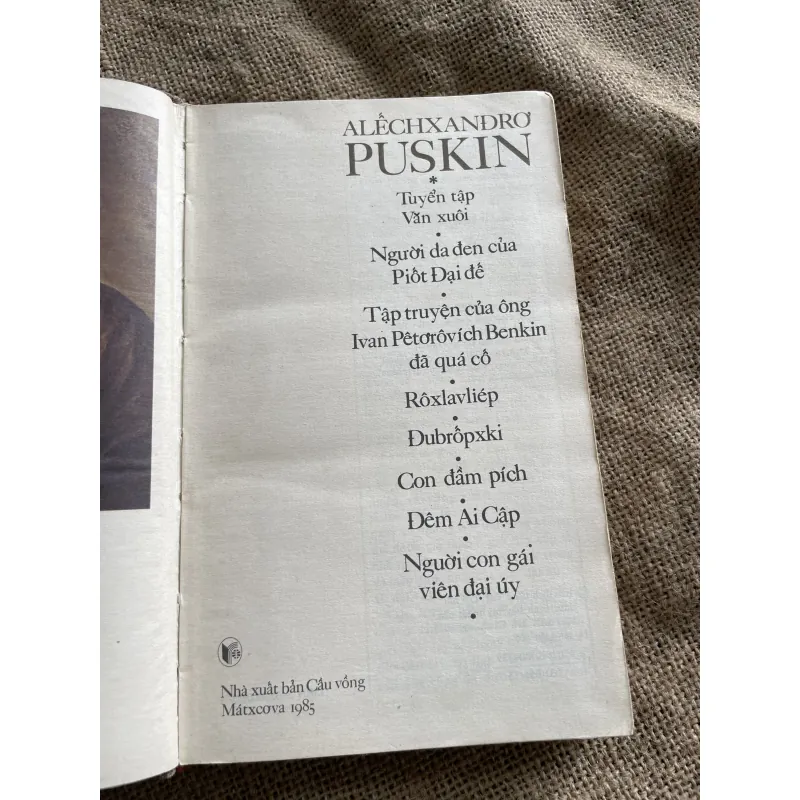 ALẾCHXANĐRƠ
PUSKIN
*
Tuyển tập
Văn xuôi
•
Người da đen của
Piốt Đại đế
•
Tập truyện của ông
Ivan Pêtơrôvích Benkin
đã quá cố
•
Rôxlavliép
•
Đubrốpxki
•
Con đầm pích
•
Đêm Ai Cập
•
Nguời con gái
viên đại úy
•
Nhà xuất bản Cầu vồng
Mátxcơva 1985